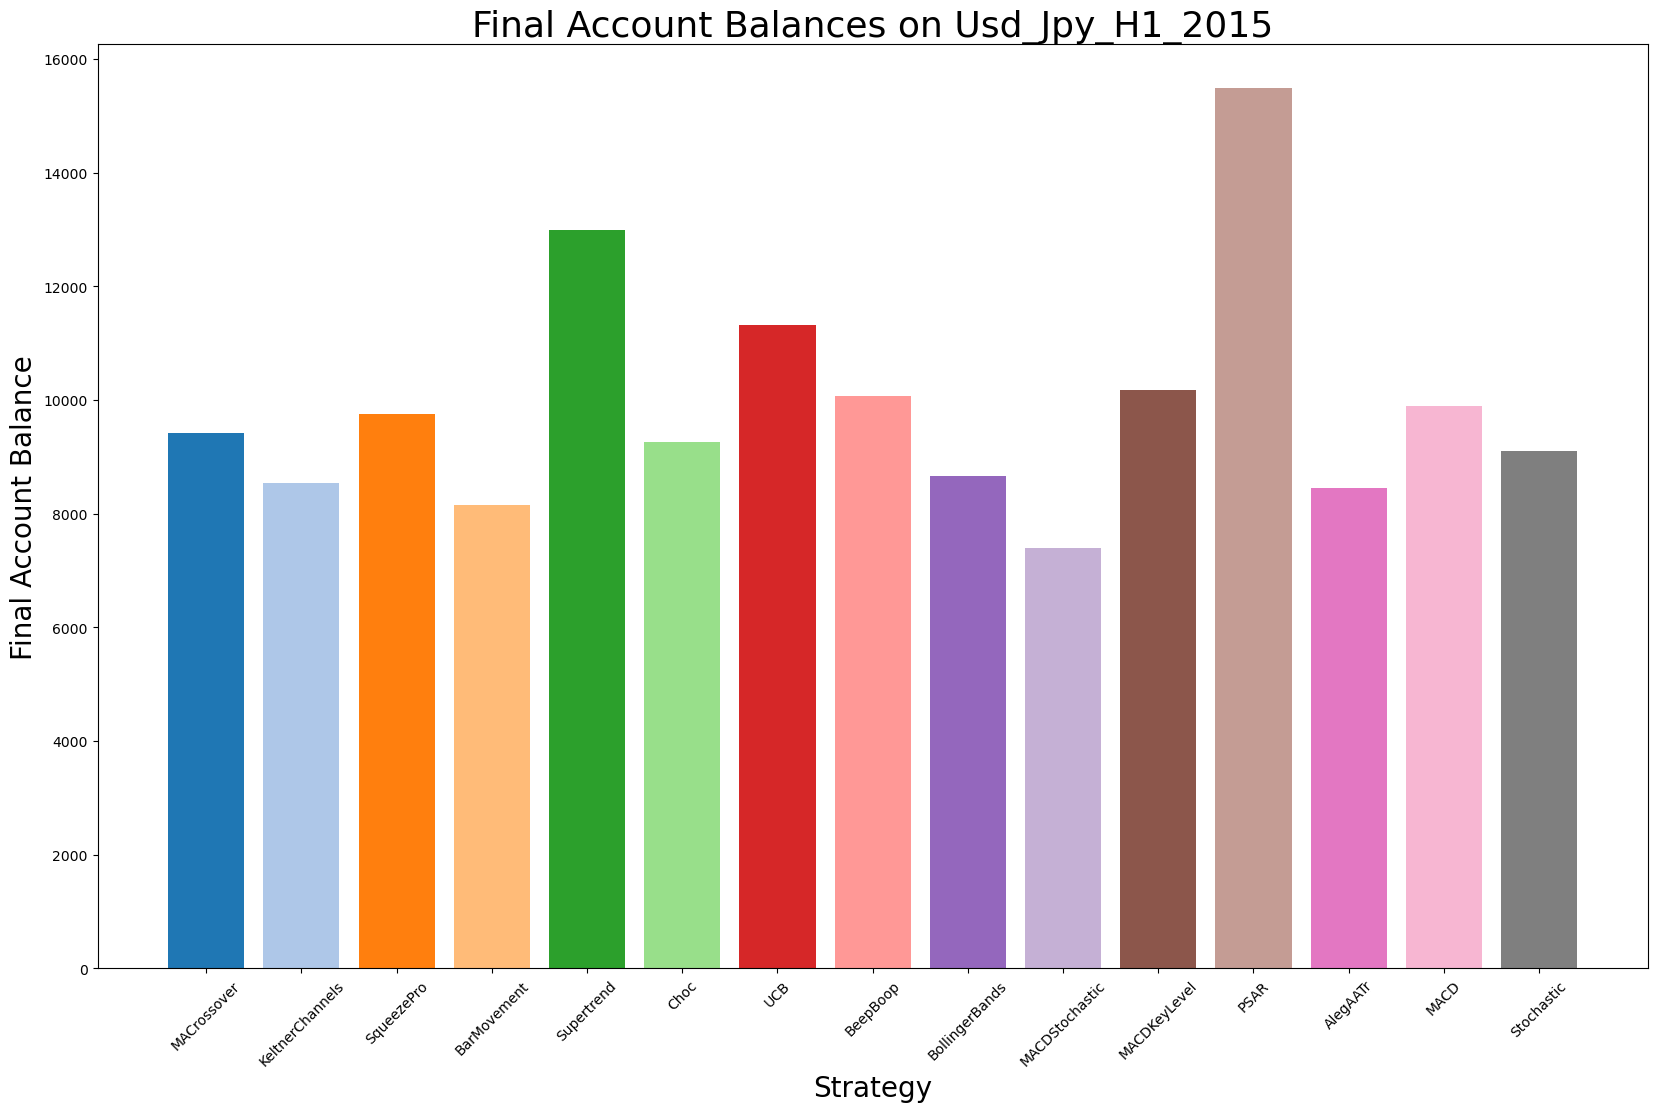 Final Account Balances on Usd_Jpy_H1_2015
Final Account Balance
16000
14000
12000
10000
8000
6000
4000
2000
0
MACrossover
KeltnerChannels
SqueezePro
BarMovement
Supertrend
Choc
UCB
BeepBoop
BollingerBands
MACDStochastic
MACDKeyLevel
PSAR
AlegAATr
MACD
Stochastic
Strategy